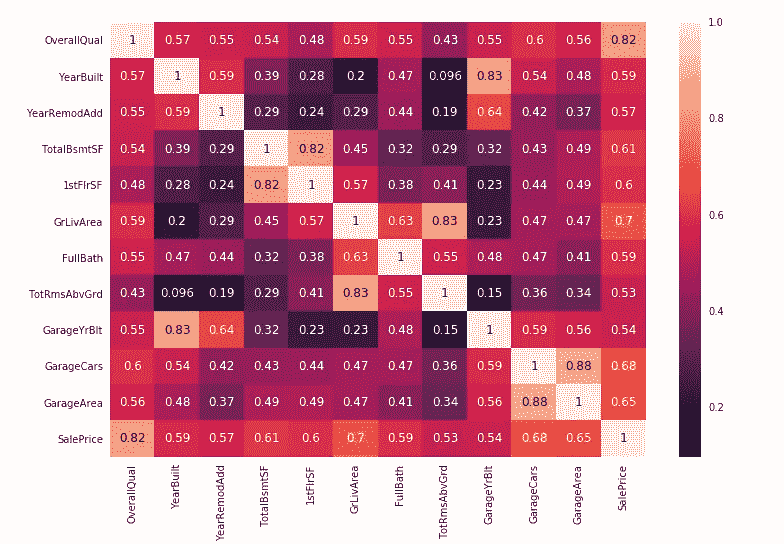 OverallQual 1 0.57 0.55 0.54 0.48 0.59 0.55 0.43 0.55 0.6 0.56 0.82
YearBuilt 0.57 1 0.59 0.39 0.28 0.2 0.47 0.096 0.83 0.54 0.48 0.59
YearRemodAdd 0.55 0.59 1 0.29 0.24 0.29 0.44 0.19 0.64 0.42 0.37 0.57
TotalBsmtSF 0.54 0.39 0.29 1 0.82 0.45 0.32 0.29 0.32 0.43 0.49 0.61
1stFlrSF 0.48 0.28 0.24 0.82 1 0.57 0.38 0.41 0.23 0.44 0.49 0.6
GrLivArea 0.59 0.2 0.29 0.45 0.57 1 0.63 0.83 0.23 0.47 0.47 0.7
FullBath 0.55 0.47 0.44 0.32 0.38 0.63 1 0.55 0.48 0.47 0.41 0.59
TotRmsAbvGrd 0.43 0.096 0.19 0.29 0.41 0.83 0.55 1 0.15 0.36 0.34 0.53
GarageYrBlt 0.55 0.83 0.64 0.32 0.23 0.23 0.48 0.15 1 0.59 0.56 0.54
GarageCars 0.6 0.54 0.42 0.43 0.44 0.47 0.47 0.36 0.59 1 0.88 0.68
GarageArea 0.56 0.48 0.37 0.49 0.49 0.47 0.41 0.34 0.56 0.88 1 0.65
SalePrice 0.82 0.59 0.57 0.61 0.6 0.7 0.59 0.53 0.54 0.68 0.65 1
OverallQual
YearBuilt
YearRemodAdd
TotalBsmtSF
1stFlrSF
GrLivArea
FullBath
TotRmsAbvGrd
GarageYrBlt
GarageCars
GarageArea
SalePrice
1.0
0.8
0.6
0.4
0.2